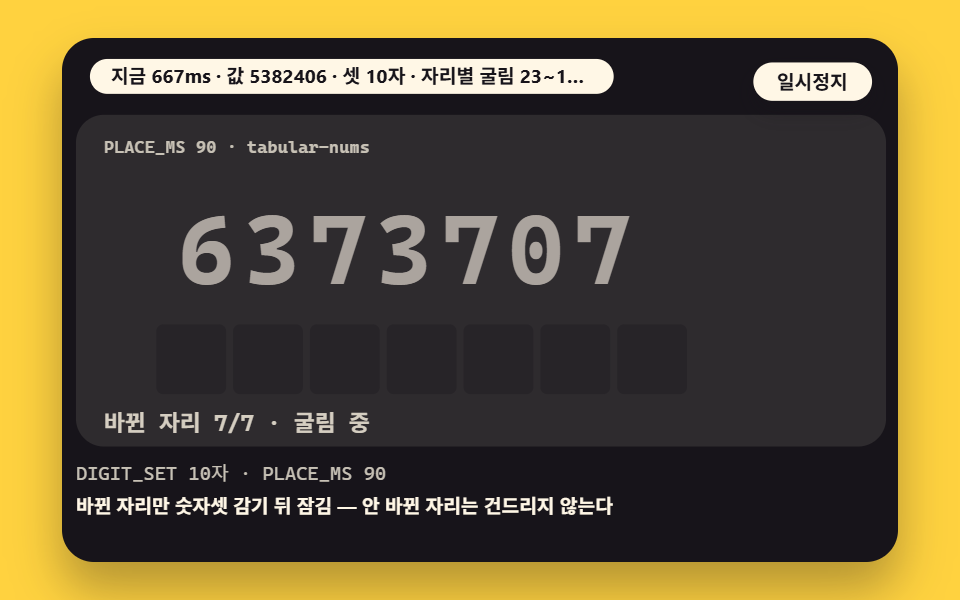 지금 667ms · 값 5382406 · 셋 10자 · 자리별 굴림 23~1…
일시정지
PLACE_MS 90 · tabular-nums
6373707
바뀐 자리 7/7 · 굴림 중
DIGIT_SET 10자 · PLACE_MS 90
바뀐 자리만 숫자셋 감기 뒤 잠김 — 안 바뀐 자리는 건드리지 않는다